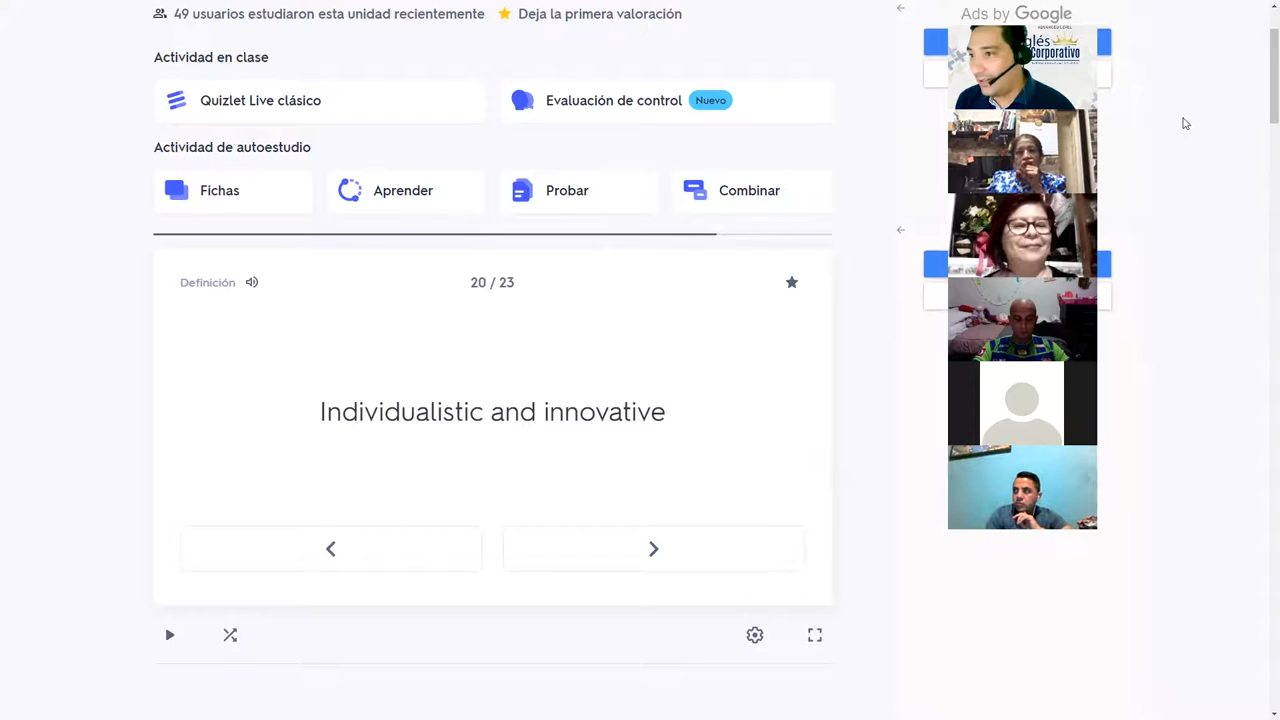 49 usuarios estudiaron esta unidad recientemente
Deja la primera valoración
Ads by Google
Actividad en clase
Quizlet Live clásico
Evaluación de control
Nuevo
Actividad de autoestudio
Fichas
Aprender
Probar
Combinar
Definición
20 / 23
Individualistic and innovative
glés
Corporativo